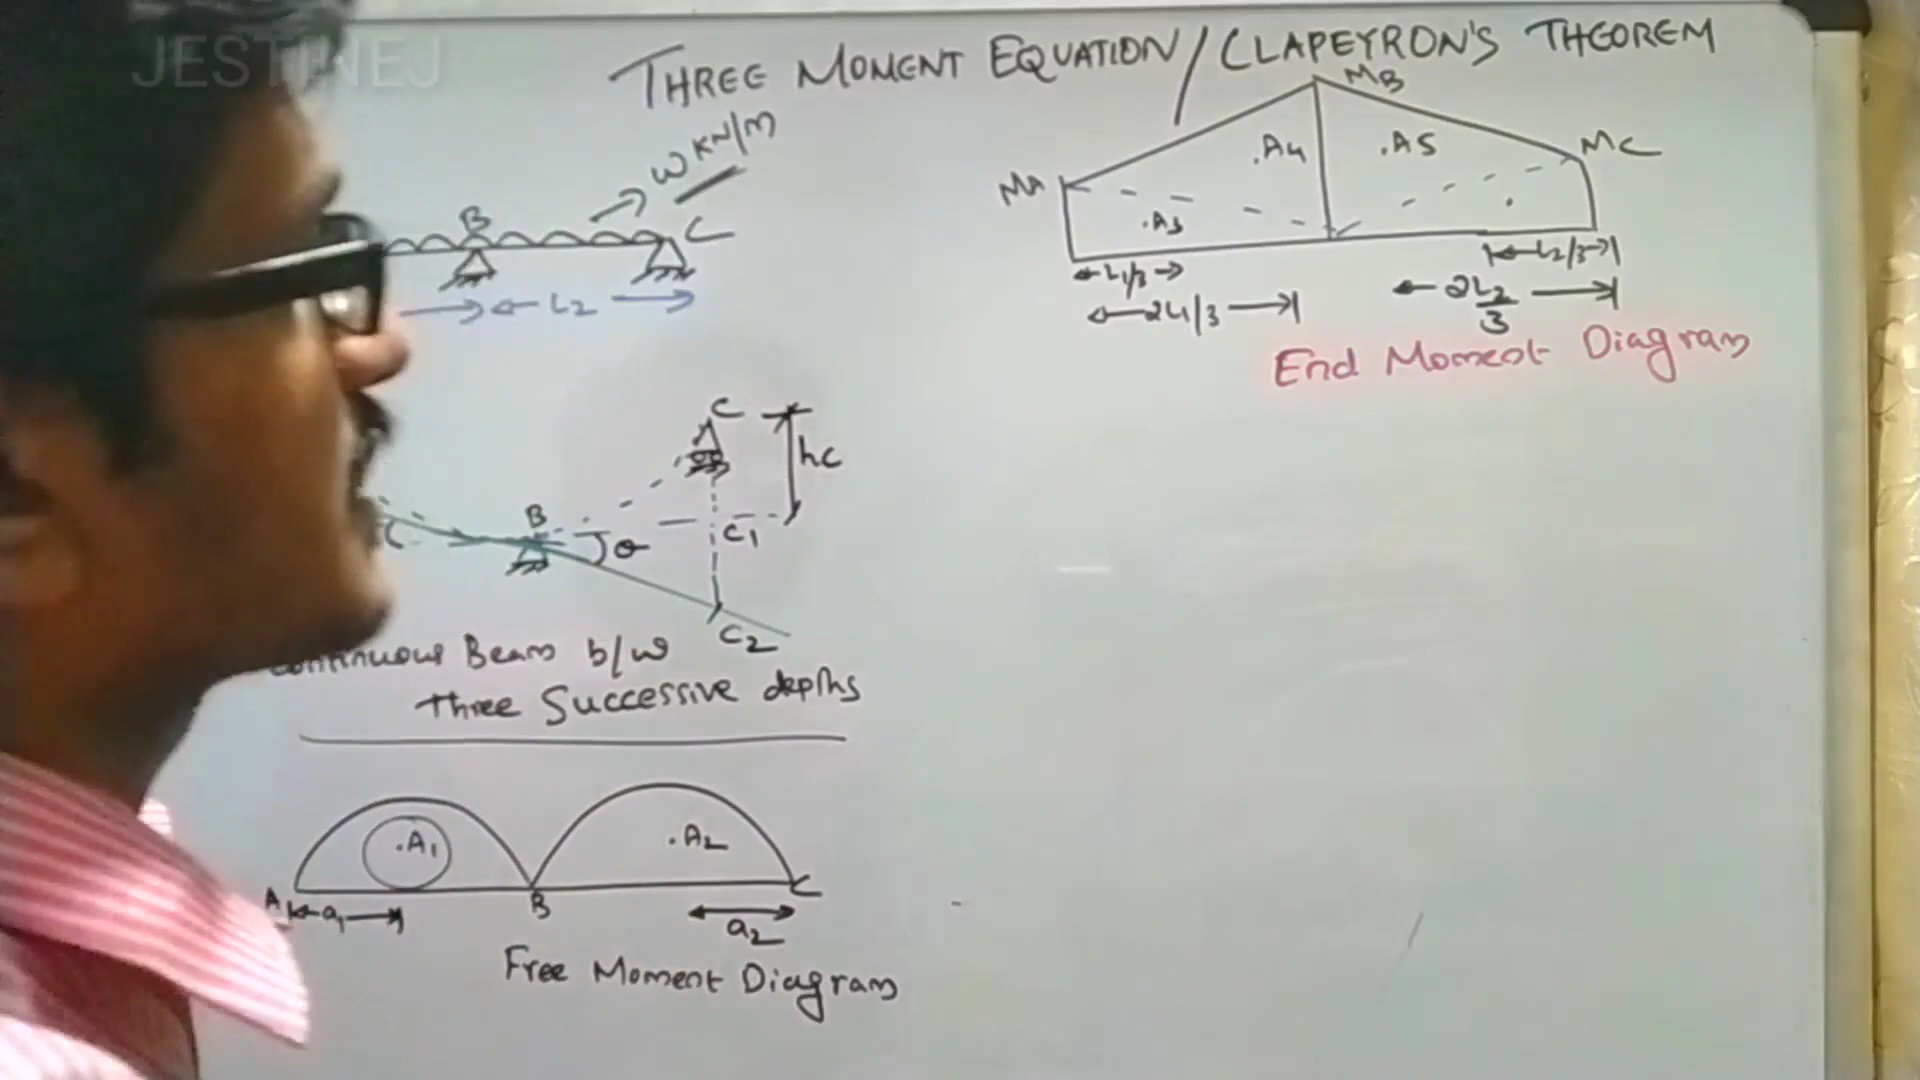 JESTINEJ
THREE MOMENT EQUATION/CLAPEYRON'S THEOREM
W KN/m
B
C
L2
MA
MB
MC
.A4
.A5
.A3
L1/3
2L1/3
L2/3
2L2/3
End Moment Diagram
C
hc
B
θ
C1
C2
Continuous Beam b/w
three Successive depths
.A1
.A2
A
B
C
a1
a2
Free Moment Diagram